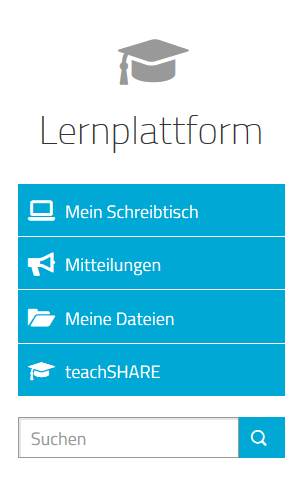 Lernplattform
Mein Schreibtisch
Mitteilungen
Meine Dateien
teachSHARE
Suchen